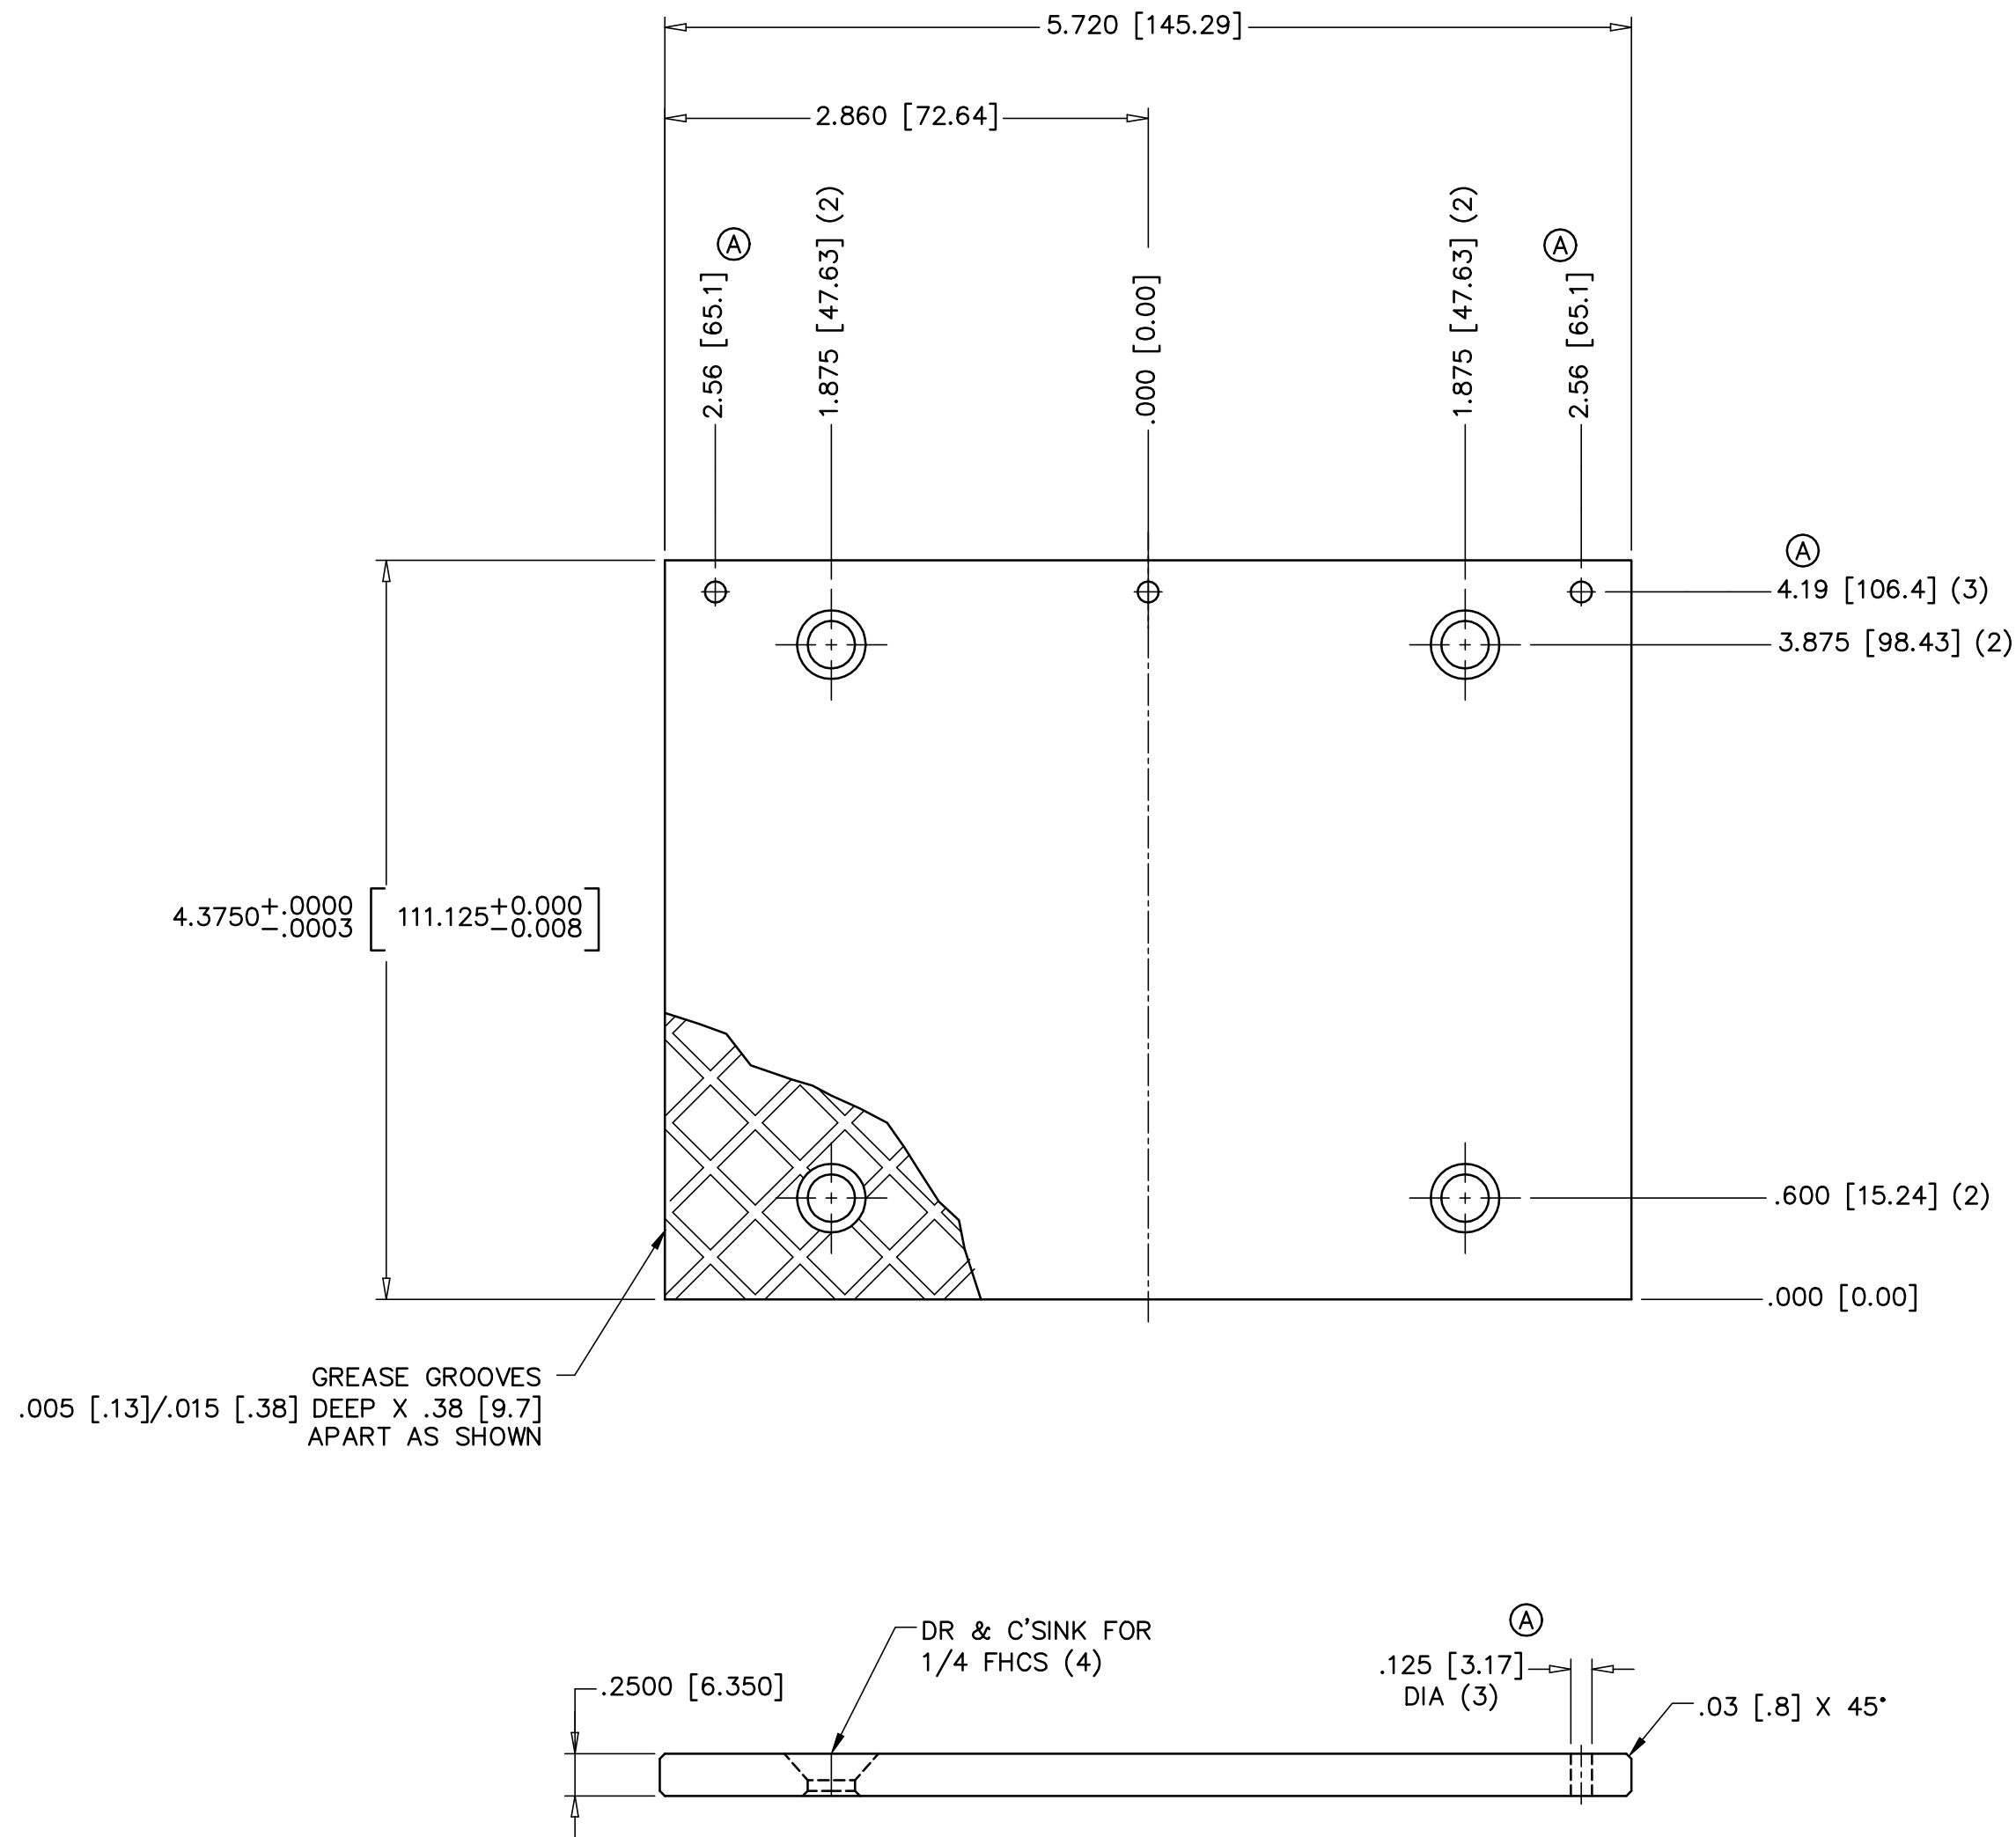 5.720 [145.29]
2.860 [72.64]
A
2.56 [65.1]
1.875 [47.63] (2)
.000 [0.00]
1.875 [47.63] (2)
A
2.56 [65.1]
A
4.19 [106.4] (3)
3.875 [98.43] (2)
4.3750 +.0000 -.0003 [111.125 +0.000 -0.008]
.600 [15.24] (2)
.000 [0.00]
GREASE GROOVES
.005 [.13]/.015 [.38] DEEP X .38 [9.7]
APART AS SHOWN
DR & C'SINK FOR
1/4 FHCS (4)
A
.125 [3.17]
DIA (3)
.2500 [6.350]
.03 [.8] X 45°